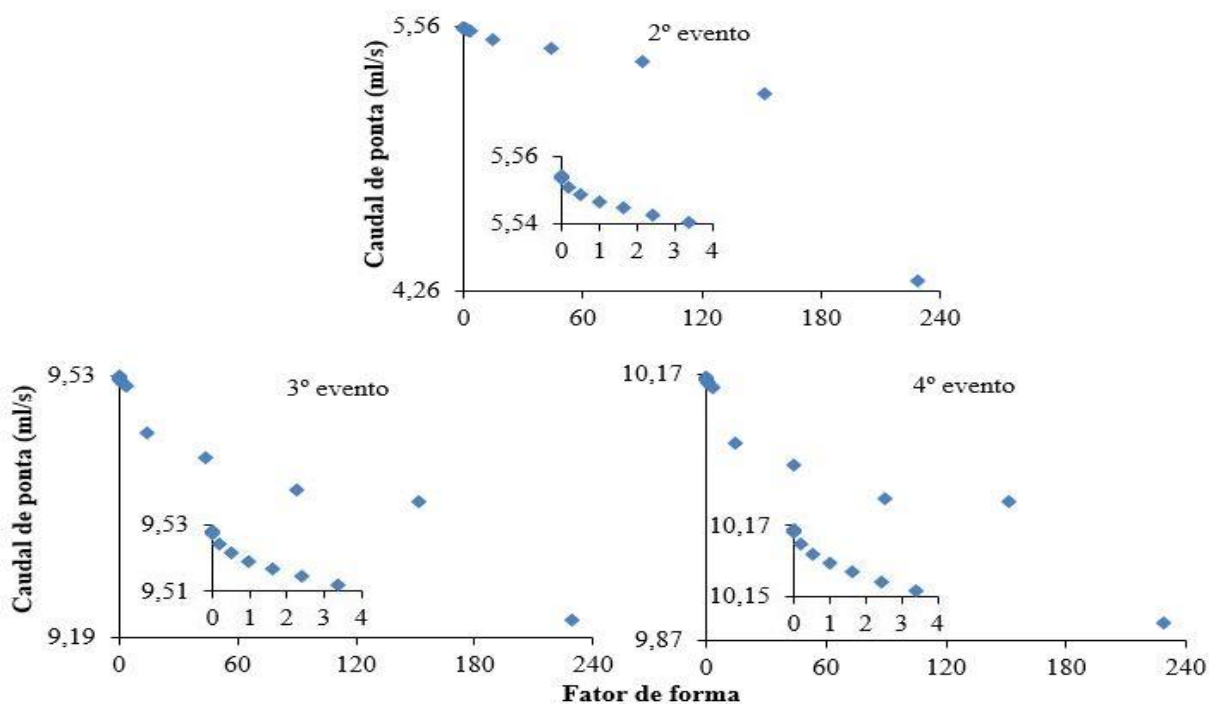 2º evento
Caudal de ponta (ml/s)
5,56
4,26
0 60 120 180 240
5,56
5,54
0 1 2 3 4
3º evento
Caudal de ponta (ml/s)
9,53
9,19
0 60 120 180 240
9,53
9,51
0 1 2 3 4
4º evento
10,17
9,87
0 60 120 180 240
10,17
10,15
0 1 2 3 4
Fator de forma